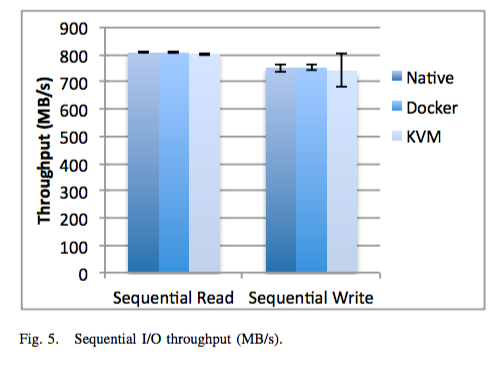 900
800
700
600
500
400
300
200
100
0
Throughput (MB/s)
Sequential Read Sequential Write
Native
Docker
KVM
Fig. 5. Sequential I/O throughput (MB/s).